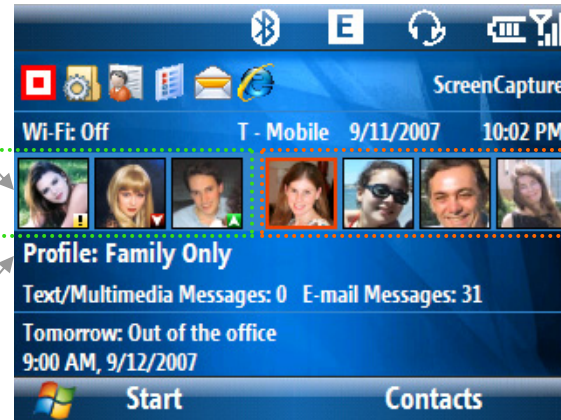 E
ScreenCapture
Wi-Fi: Off T - Mobile 9/11/2007 10:02 PM
Profile: Family Only
Text/Multimedia Messages: 0 E-mail Messages: 31
Tomorrow: Out of the office
9:00 AM, 9/12/2007
Start Contacts